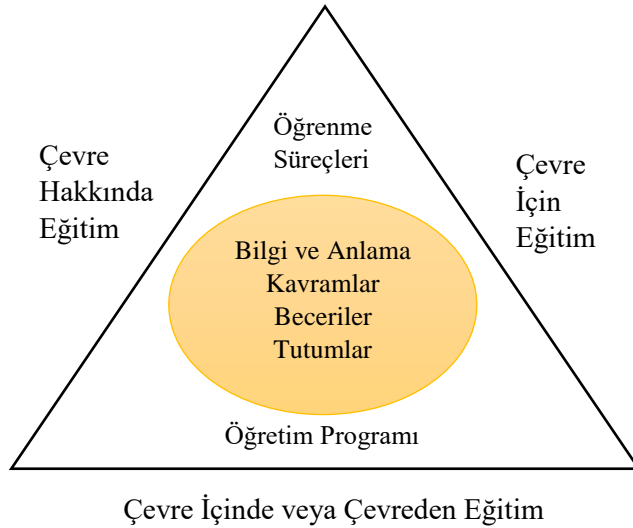 Öğrenme
Süreçleri
Çevre
Hakkında
Eğitim
Çevre
İçin
Eğitim
Bilgi ve Anlama
Kavramlar
Beceriler
Tutumlar
Öğretim Programı
Çevre İçinde veya Çevreden Eğitim